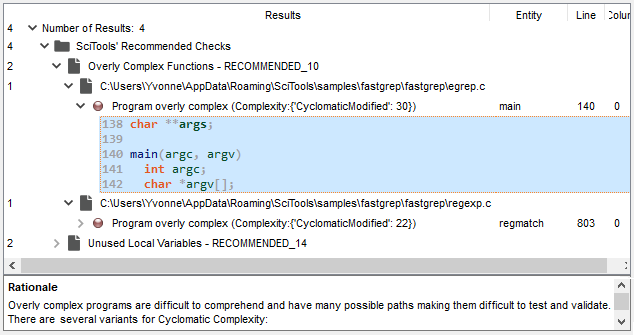 Results Entity Line Colur
4 Number of Results: 4
4 SciTools' Recommended Checks
2 Overly Complex Functions - RECOMMENDED_10
1 C:\Users\Yvonne\AppData\Roaming\SciTools\samples\fastgrep\fastgrep\egrep.c
Program overly complex (Complexity:{'CyclomaticModified': 30}) main 140 0
138 char **args;
139
140 main(argc, argv)
141 int argc;
142 char *argv[];
1 C:\Users\Yvonne\AppData\Roaming\SciTools\samples\fastgrep\fastgrep\regexp.c
Program overly complex (Complexity:{'CyclomaticModified': 22}) regmatch 803 0
2 Unused Local Variables - RECOMMENDED_14
Rationale
Overly complex programs are difficult to comprehend and have many possible paths making them difficult to test and validate.
There are several variants for Cyclomatic Complexity: